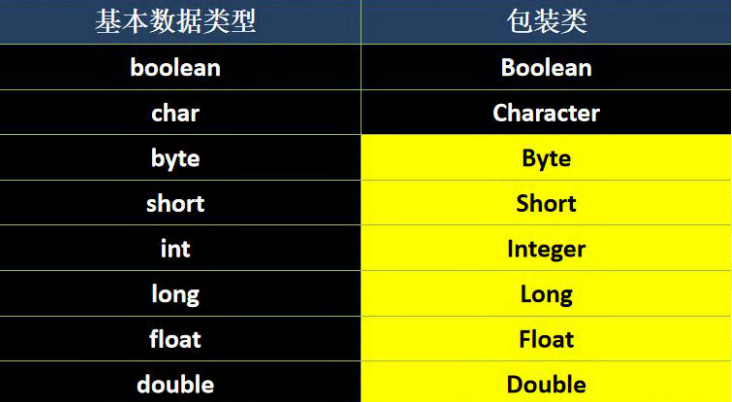 基本数据类型 包装类
boolean Boolean
char Character
byte Byte
short Short
int Integer
long Long
float Float
double Double